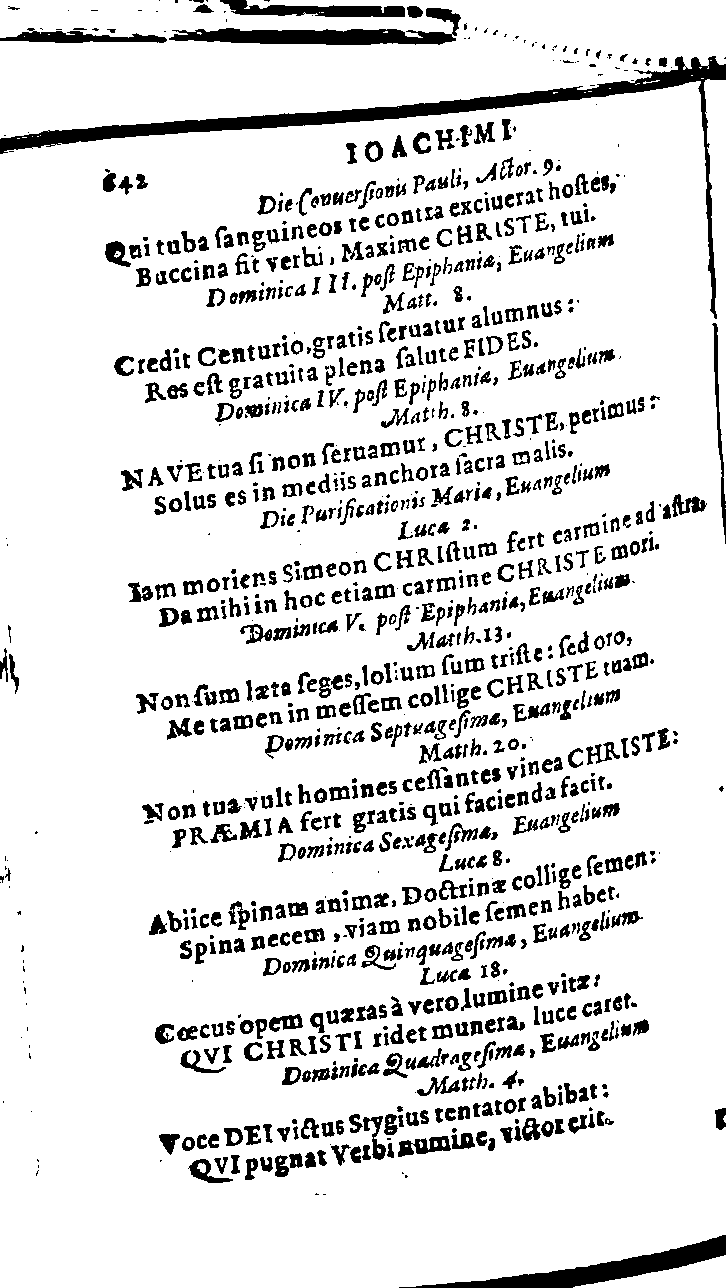 642
IOACHIMI
Die Conuersionis Pauli, Actor. 9.
Qui tuba ſanguineos te contra exciuerat hoſtes,
Buccina fit verbi, Maxime CHRISTE, tui.
Dominica III. poſt Epiphaniæ, Euangelium
Matt. 8.
Credit Centurio, gratis ſeruatur alumnus:
Res eſt gratuita plena ſalute FIDES.
Dominica IV. poſt Epiphaniæ, Euangelium.
Matth. 8.
NAVE tua ſi non ſeruamur, CHRISTE, perimus:
Solus es in mediis anchora ſacra malis.
Die Purificationis Mariæ, Euangelium
Lucæ 2.
Iam moriens Simeon CHRIſtum fert carmine ad aſtra,
Da mihi in hoc etiam carmine CHRISTE mori.
Dominica V. poſt Epiphaniæ, Euangelium.
Matth. 13.
Non ſum læta ſeges, lolium ſum triſte: ſed oro,
Me tamen in meſſem collige CHRISTE tuam.
Dominica Septuageſimæ, Euangelium
Matth. 20.
Non tua vult homines ceſſantes vinea CHRISTE:
PRÆMIA fert gratis qui facienda facit.
Dominica Sexageſimæ, Euangelium
Lucæ 8.
Abiice ſpinam animæ, Doctrinæ collige ſemen:
Spina necem, viam nobile ſemen habet.
Dominica Quinquageſimæ, Euangelium
Lucæ 18.
Cœcus opem quæras à vero lumine vitæ:
QVI CHRISTI ridet munera, luce caret.
Dominica Quadrageſimæ, Euangelium
Matth. 4.
Voce DEI victus Stygius tentator abibat:
QVI pugnat Verbi numine, victor erit.